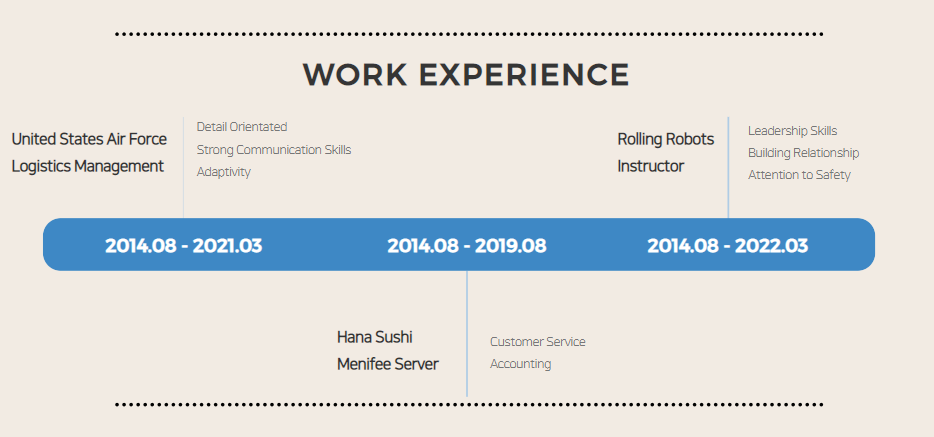 WORK EXPERIENCE
United States Air Force
Logistics Management
Detail Orientated
Strong Communication Skills
Adaptivity
Rolling Robots
Instructor
Leadership Skills
Building Relationship
Attention to Safety
2014.08 - 2021.03
2014.08 - 2019.08
2014.08 - 2022.03
Hana Sushi
Menifee Server
Customer Service
Accounting